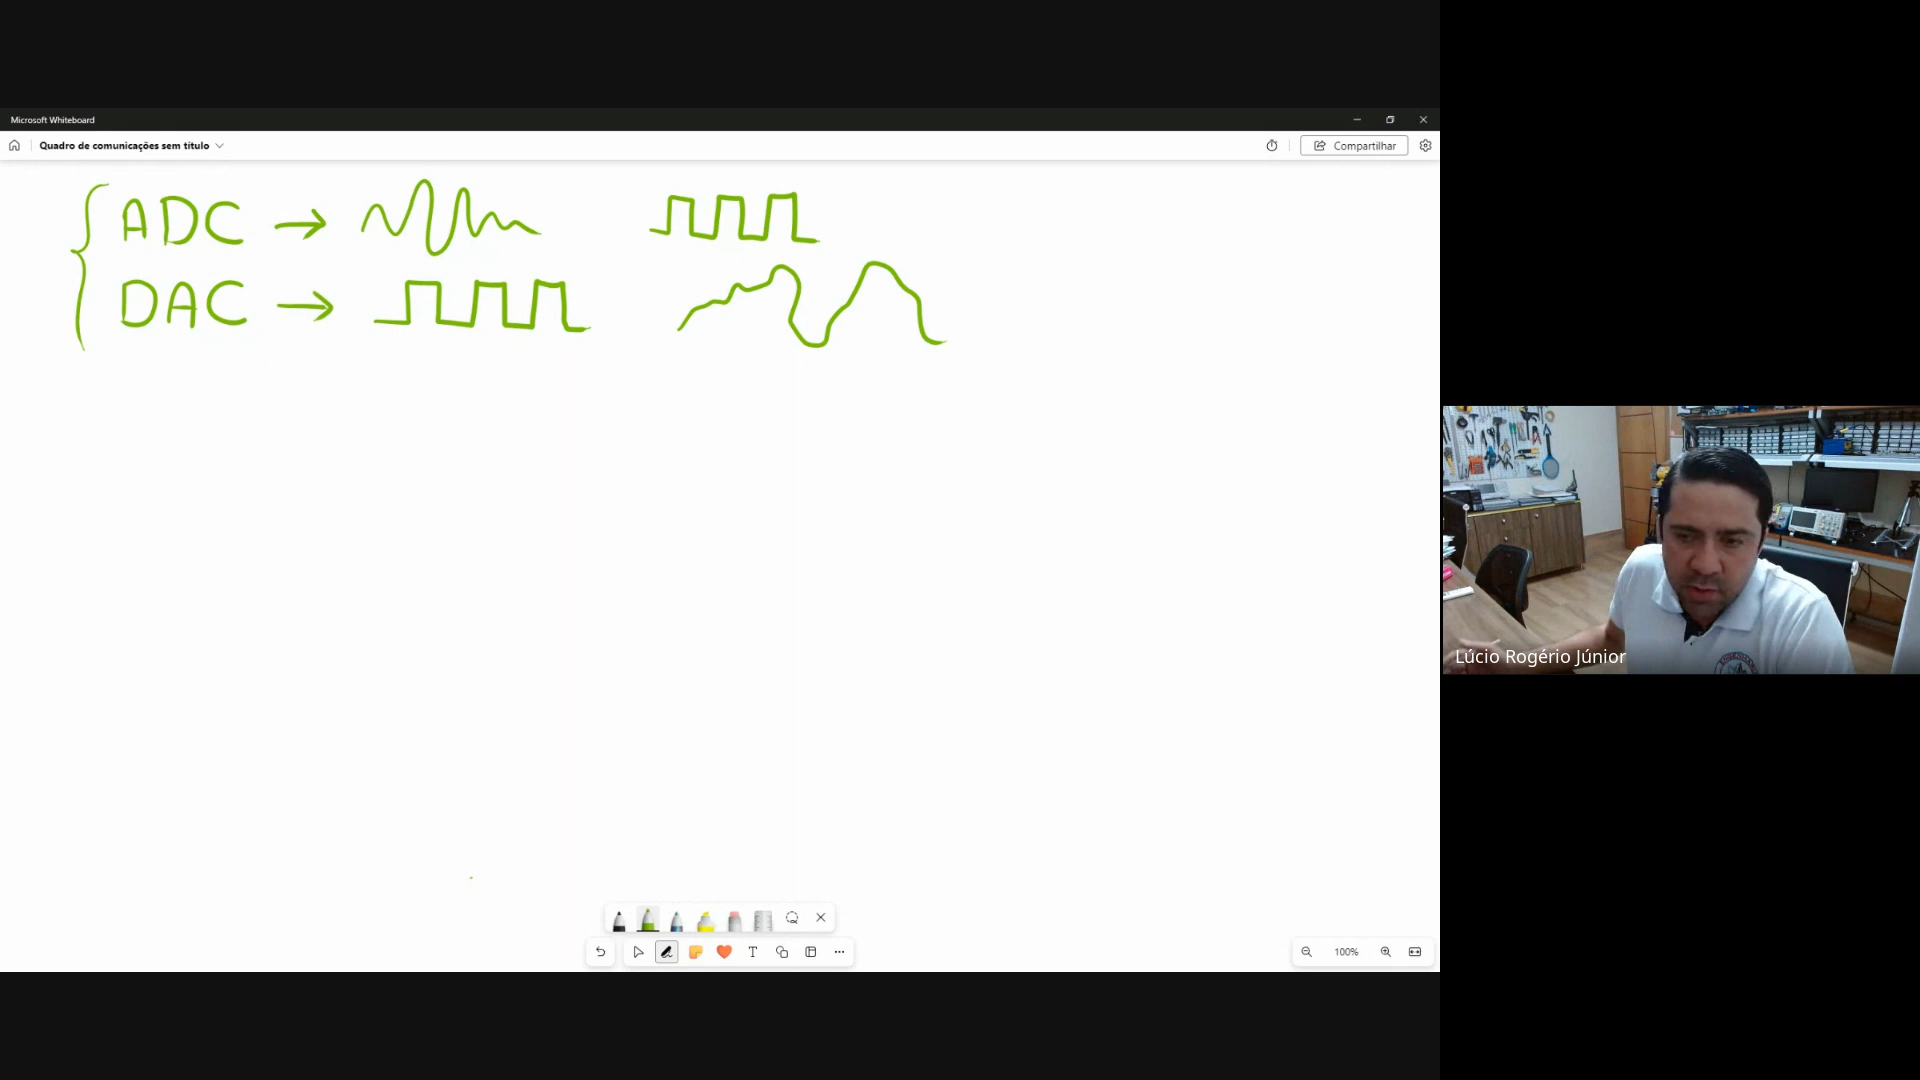 Microsoft Whiteboard
Quadro de comunicações sem título
Compartilhar
ADC →
DAC →
Lúcio Rogério Júnior
T
100%